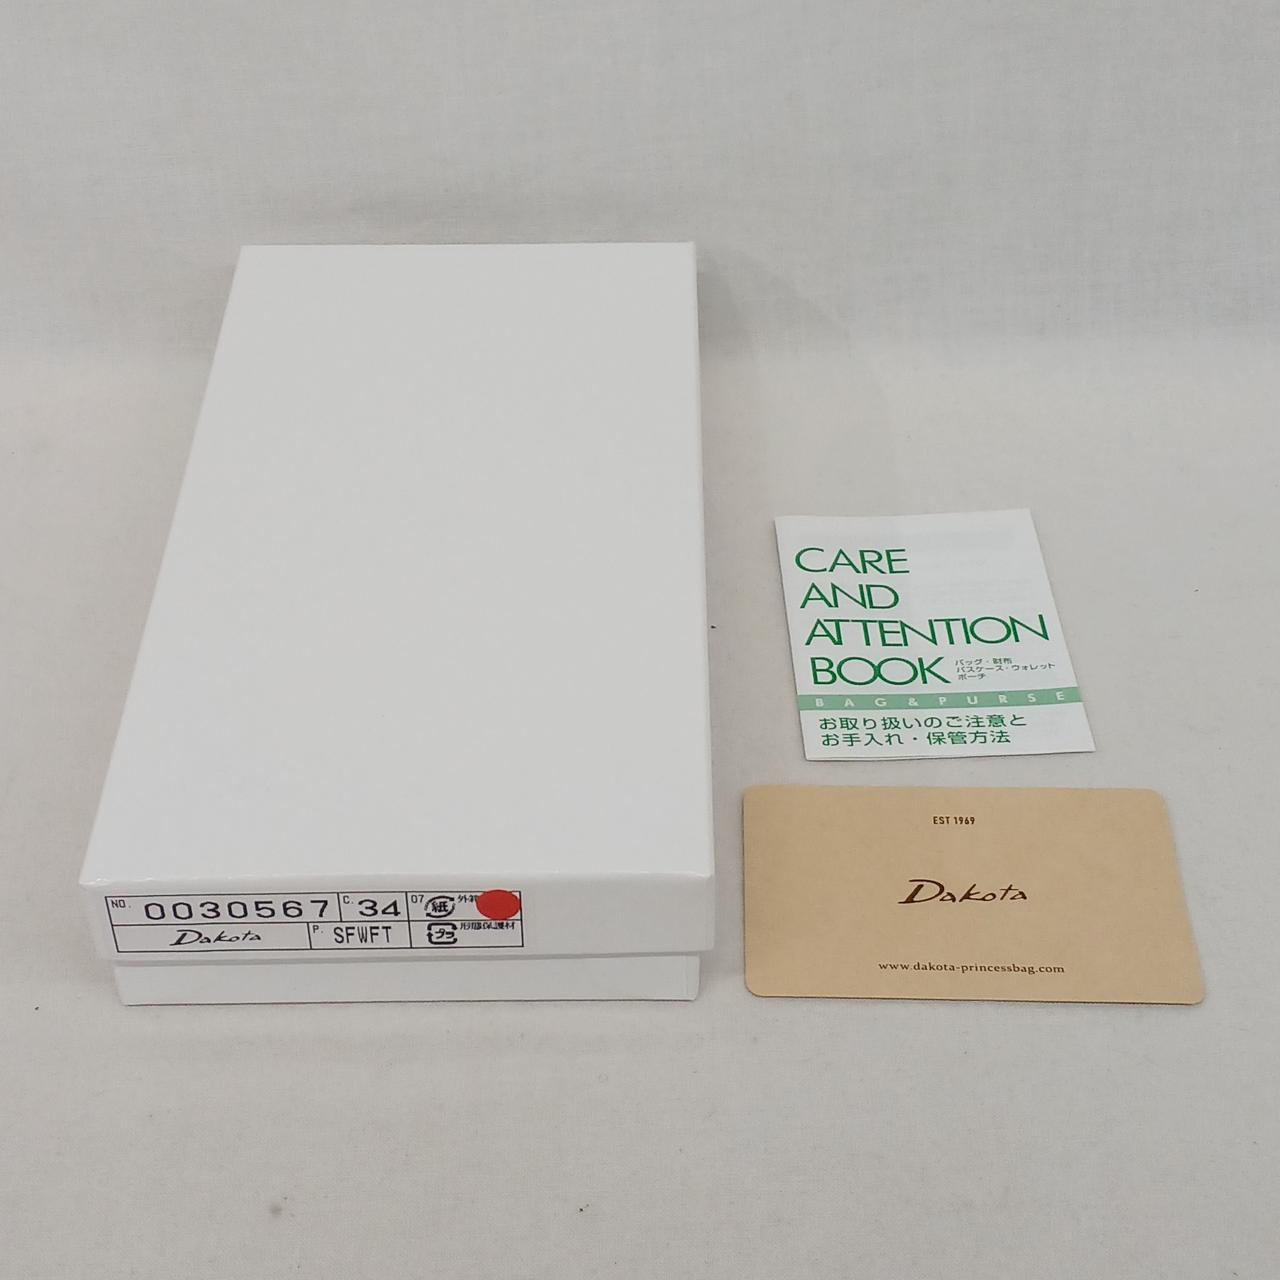 NO. 0030567
C. 34
07
紙
外箱
Dakota
P. SFWFT
プラ
CARE
AND
ATTENTION
BOOK
バッグ・財布
パスケース・ウォレット
ポーチ
BAG & PURSE
お取り扱いのご注意と
お手入れ・保管方法
EST 1969
Dakota
www.dakota-princessbag.com